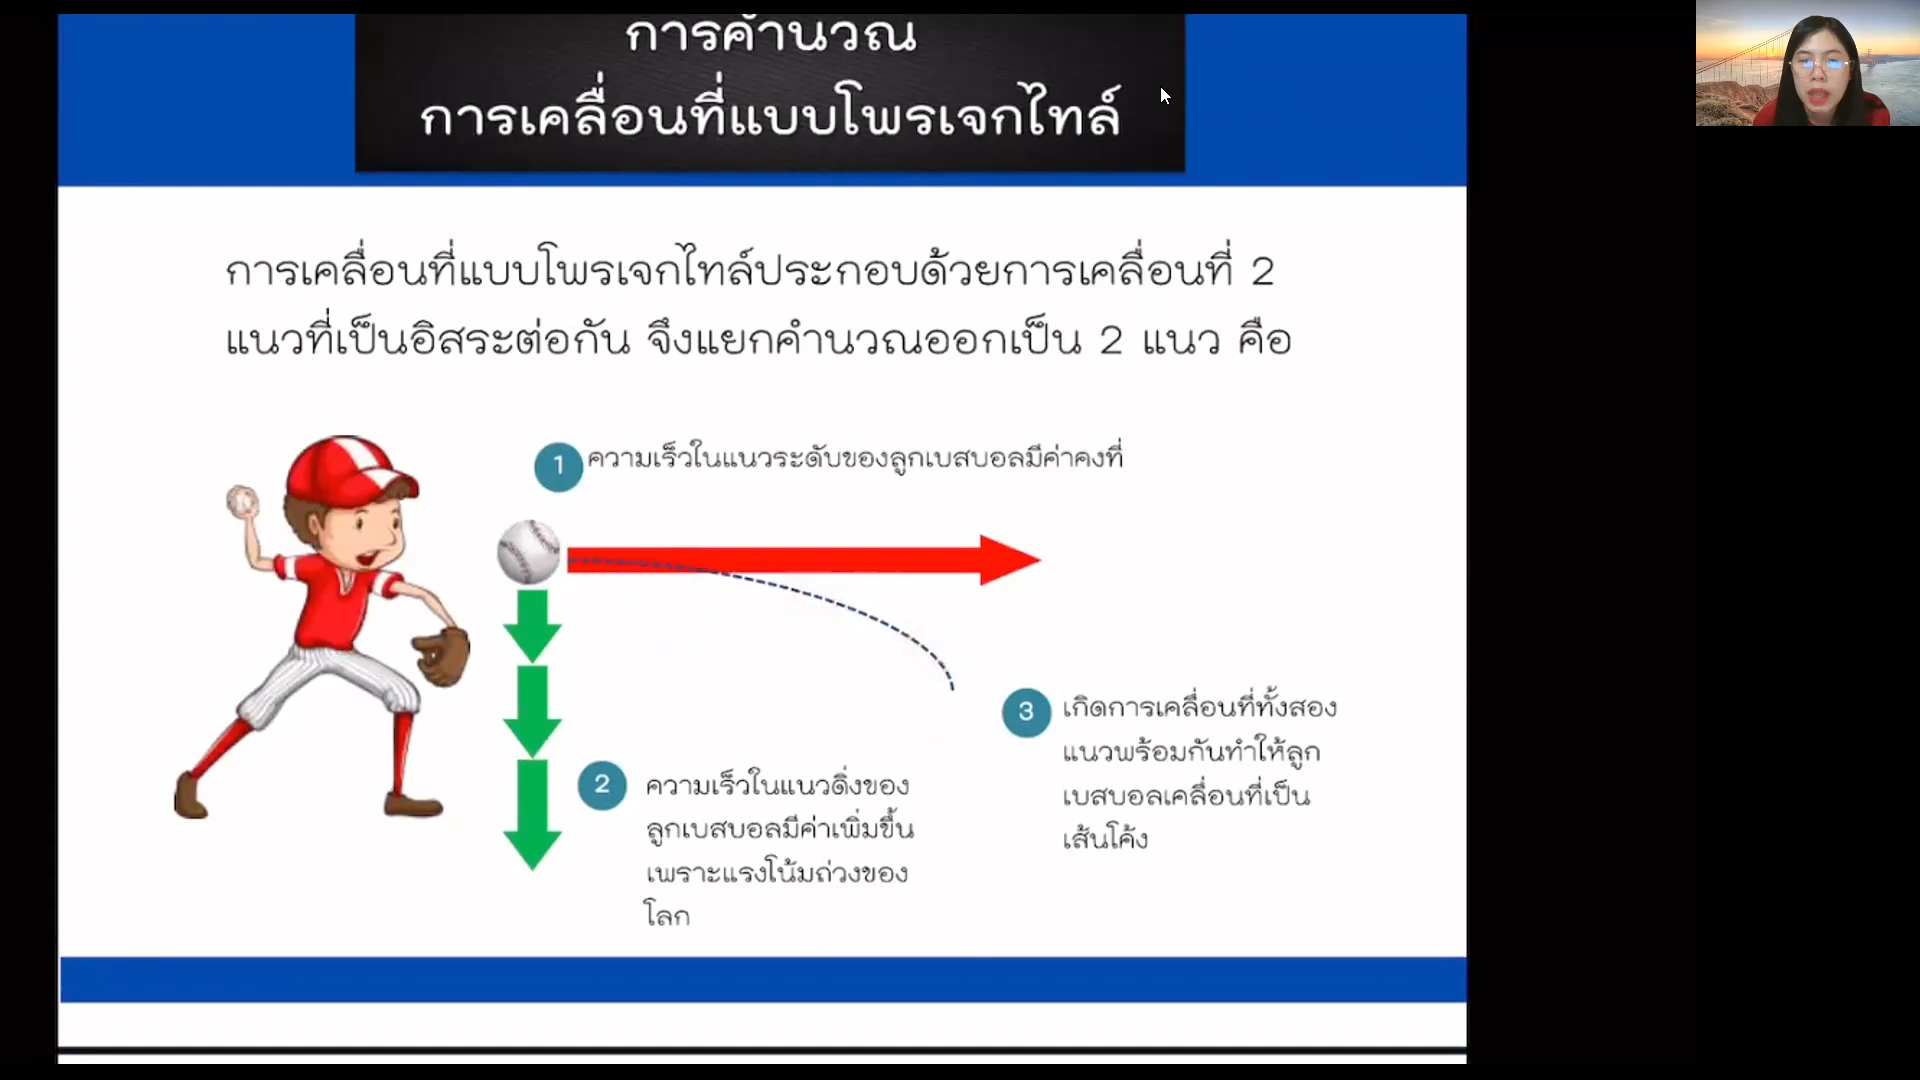 การคำนวณ
การเคลื่อนที่แบบโพรเจกไทล์
การเคลื่อนที่แบบโพรเจกไทล์ประกอบด้วยการเคลื่อนที่ 2
แนวที่เป็นอิสระต่อกัน จึงแยกคำนวณออกเป็น 2 แนว คือ
1 ความเร็วในแนวระดับของลูกเบสบอลมีค่าคงที่
2 ความเร็วในแนวดิ่งของ
ลูกเบสบอลมีค่าเพิ่มขึ้น
เพราะแรงโน้มถ่วงของ
โลก
3 เกิดการเคลื่อนที่ทั้งสอง
แนวพร้อมกันทำให้ลูก
เบสบอลเคลื่อนที่เป็น
เส้นโค้ง